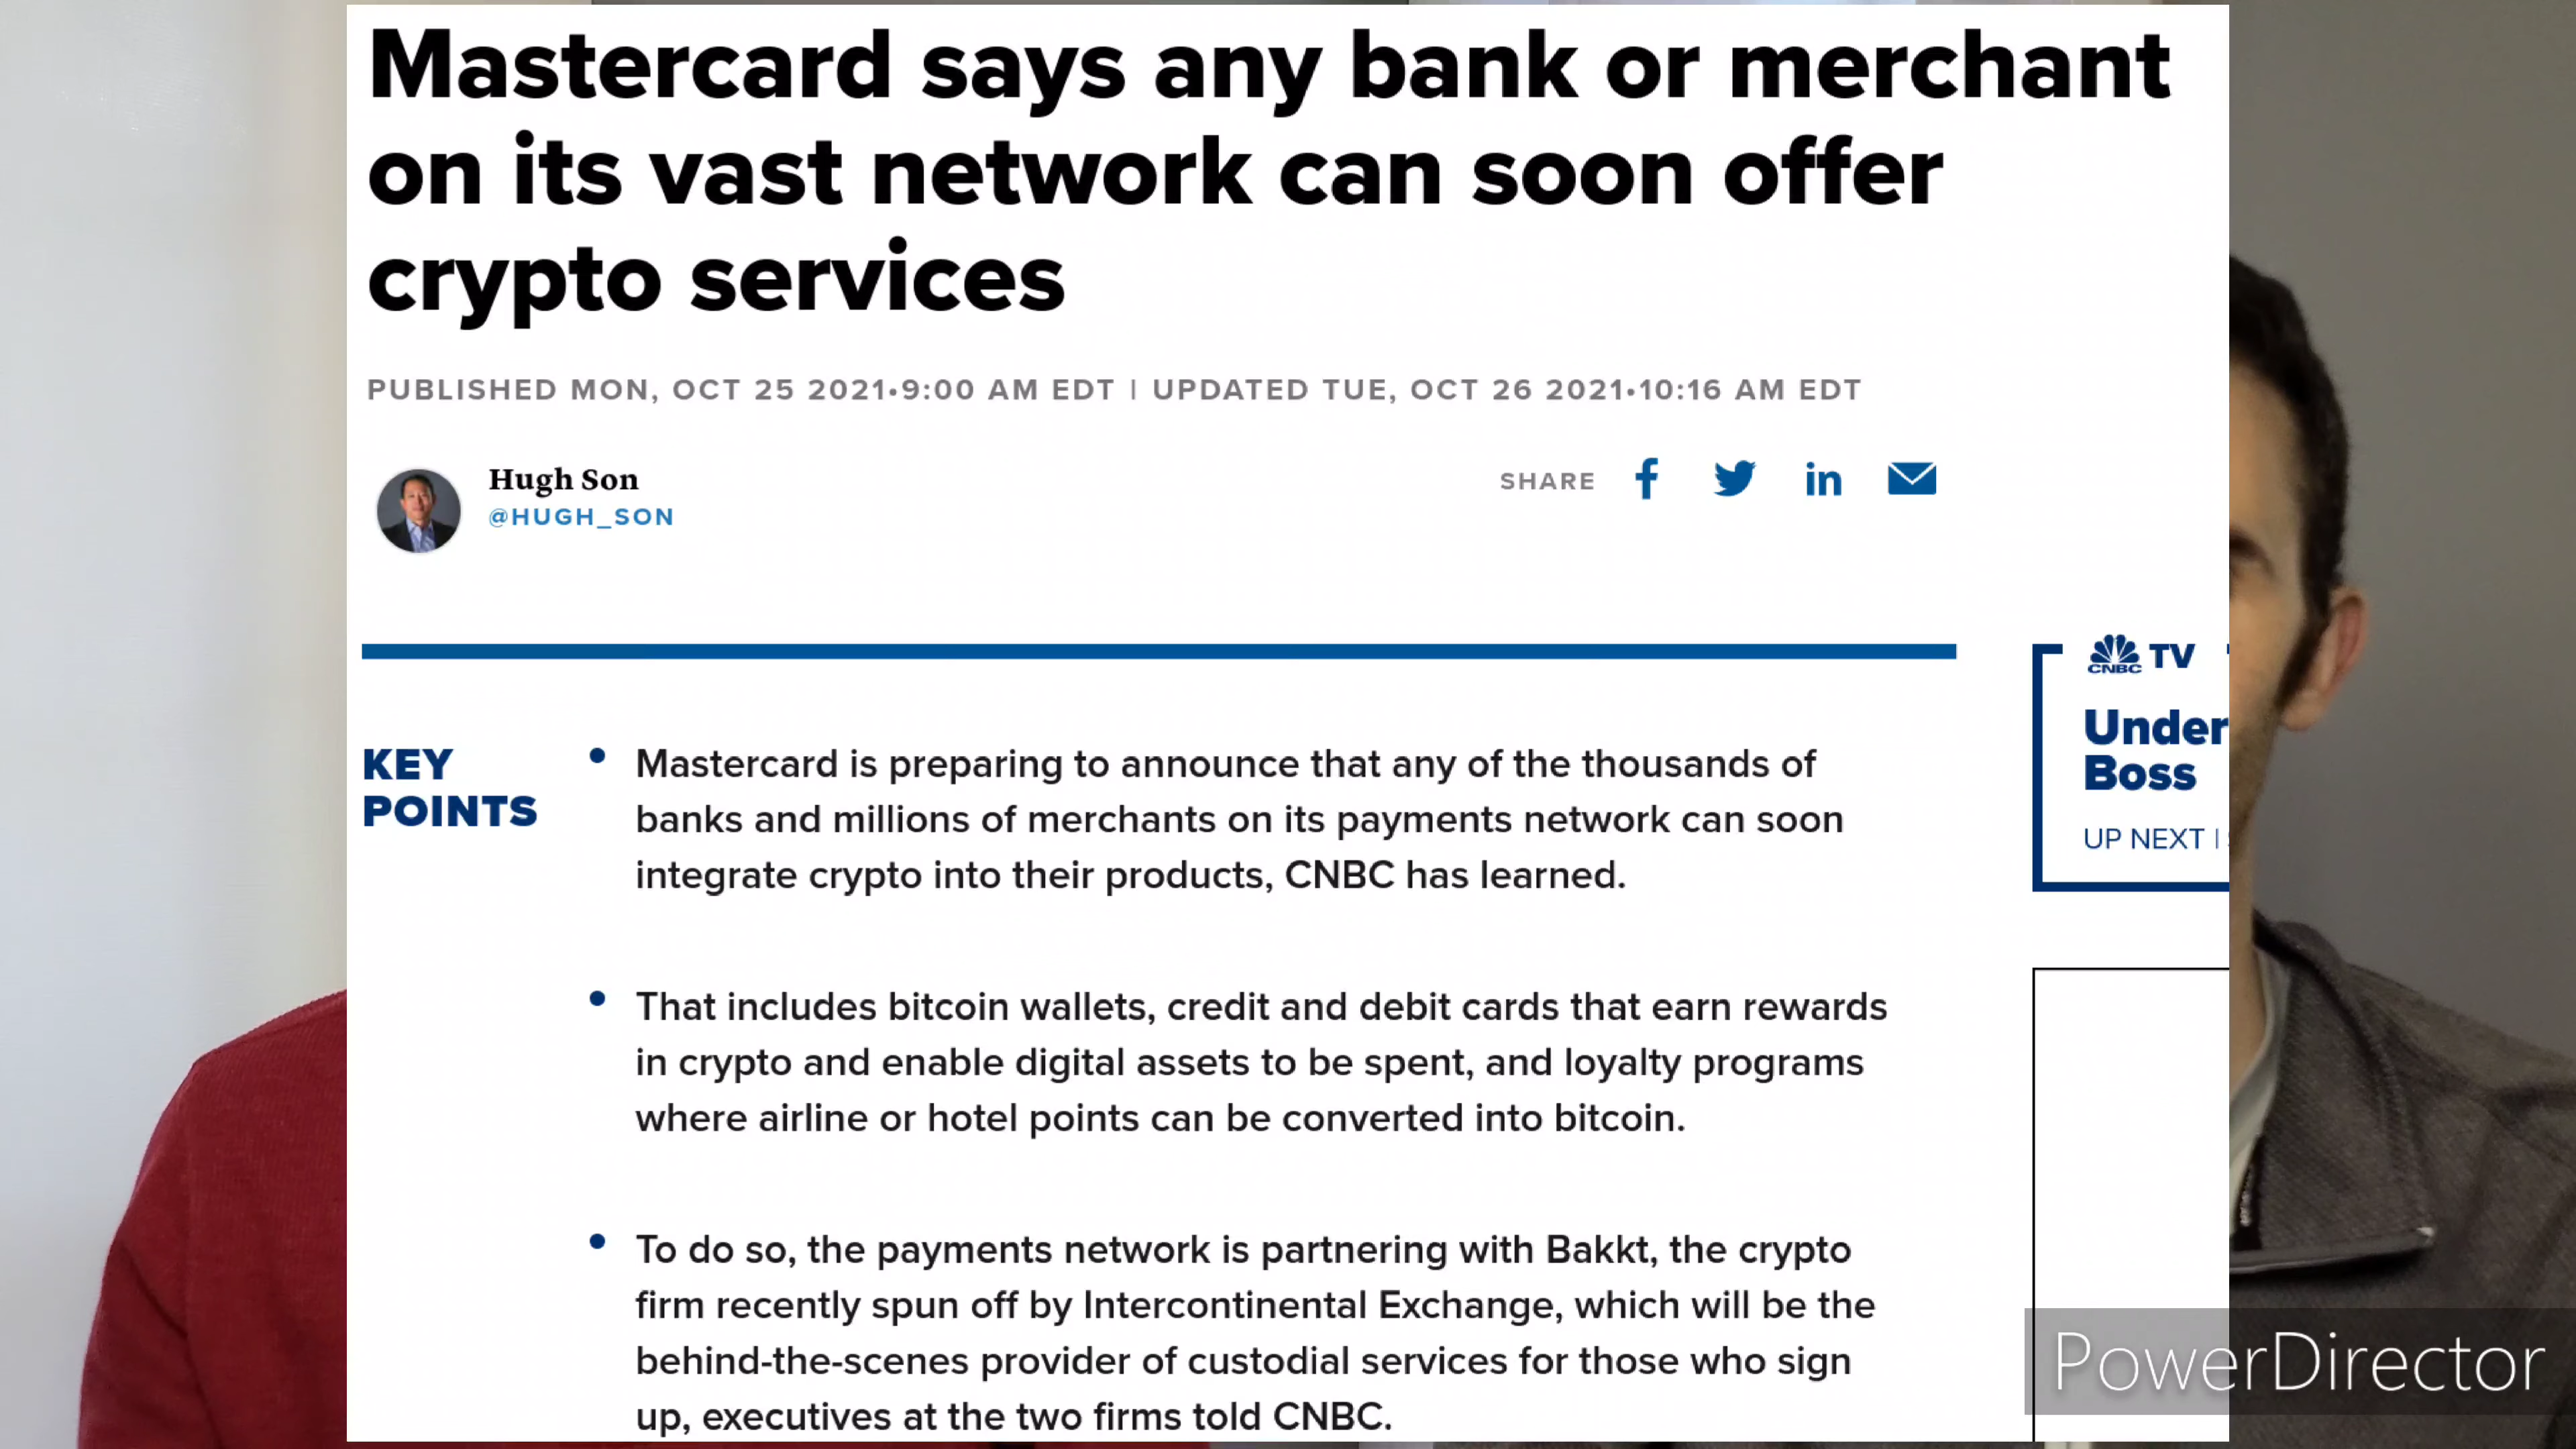 Mastercard says any bank or merchant
on its vast network can soon offer
crypto services
PUBLISHED MON, OCT 25 2021•9:00 AM EDT | UPDATED TUE, OCT 26 2021•10:16 AM EDT
Hugh Son
@HUGH_SON
SHARE
f
in
CNBC TV
Under
Boss
UP NEXT |
KEY
POINTS
• Mastercard is preparing to announce that any of the thousands of
banks and millions of merchants on its payments network can soon
integrate crypto into their products, CNBC has learned.
• That includes bitcoin wallets, credit and debit cards that earn rewards
in crypto and enable digital assets to be spent, and loyalty programs
where airline or hotel points can be converted into bitcoin.
• To do so, the payments network is partnering with Bakkt, the crypto
firm recently spun off by Intercontinental Exchange, which will be the
behind-the-scenes provider of custodial services for those who sign
up, executives at the two firms told CNBC.
PowerDirector